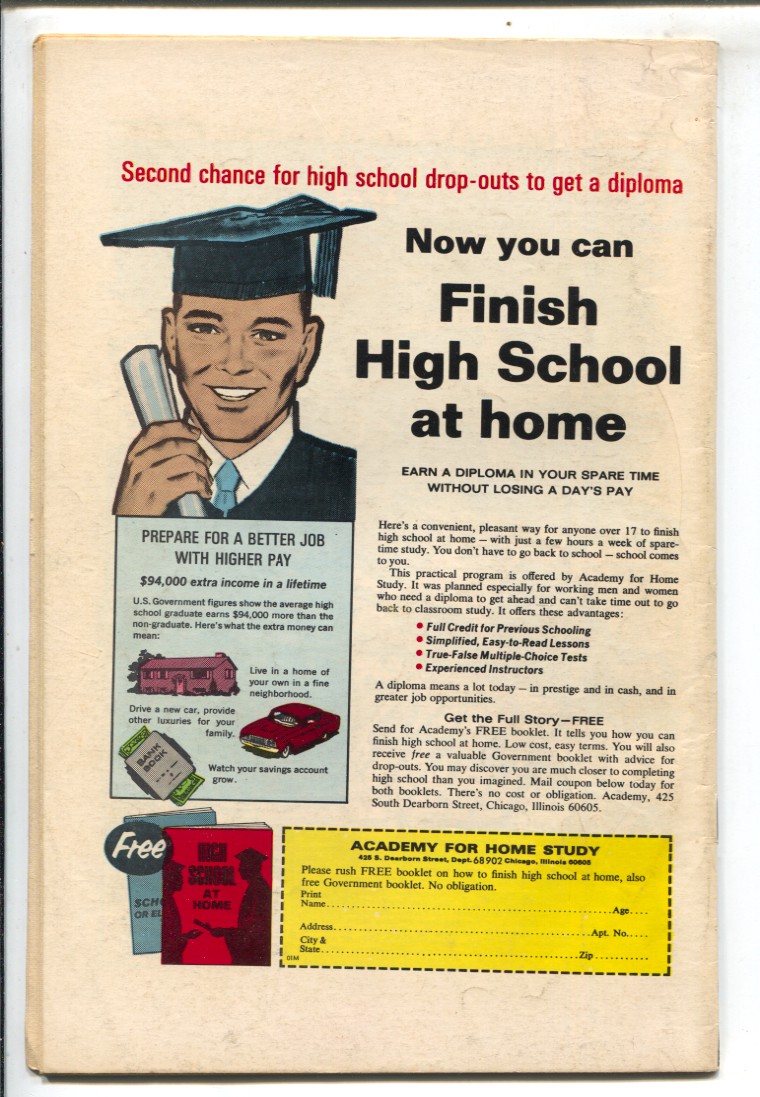 Second chance for high school drop-outs to get a diploma
Now you can
Finish
High School
at home
EARN A DIPLOMA IN YOUR SPARE TIME
WITHOUT LOSING A DAY'S PAY
PREPARE FOR A BETTER JOB
WITH HIGHER PAY
$94,000 extra income in a lifetime
U.S. Government figures show the average high
school graduate earns $94,000 more than the
non-graduate. Here's what the extra money can
mean:
Live in a home of
your own in a fine
neighborhood.
Drive a new car, provide
other luxuries for your
family.
BANK
BOOK
Watch your savings account
grow.
Here's a convenient, pleasant way for anyone over 17 to finish
high school at home — with just a few hours a week of spare-
time study. You don't have to go back to school — school comes
to you.
This practical program is offered by Academy for Home
Study. It was planned especially for working men and women
who need a diploma to get ahead and can't take time out to go
back to classroom study. It offers these advantages:
• Full Credit for Previous Schooling
• Simplified, Easy-to-Read Lessons
• True-False Multiple-Choice Tests
• Experienced Instructors
A diploma means a lot today — in prestige and in cash, and in
greater job opportunities.
Get the Full Story—FREE
Send for Academy's FREE booklet. It tells you how you can
finish high school at home. Low cost, easy terms. You will also
receive free a valuable Government booklet with advice for
drop-outs. You may discover you are much closer to completing
high school than you imagined. Mail coupon below today for
both booklets. There's no cost or obligation. Academy, 425
South Dearborn Street, Chicago, Illinois 60605.
Free
SCHO
OR EL
HIGH
SCHOOL
AT
HOME
ACADEMY FOR HOME STUDY
425 S. Dearborn Street, Dept. 68902 Chicago, Illinois 60605
Please rush FREE booklet on how to finish high school at home, also
free Government booklet. No obligation.
Print
Name.....Age....
Address.....Apt. No.....
City &
State.....Zip.....
01M